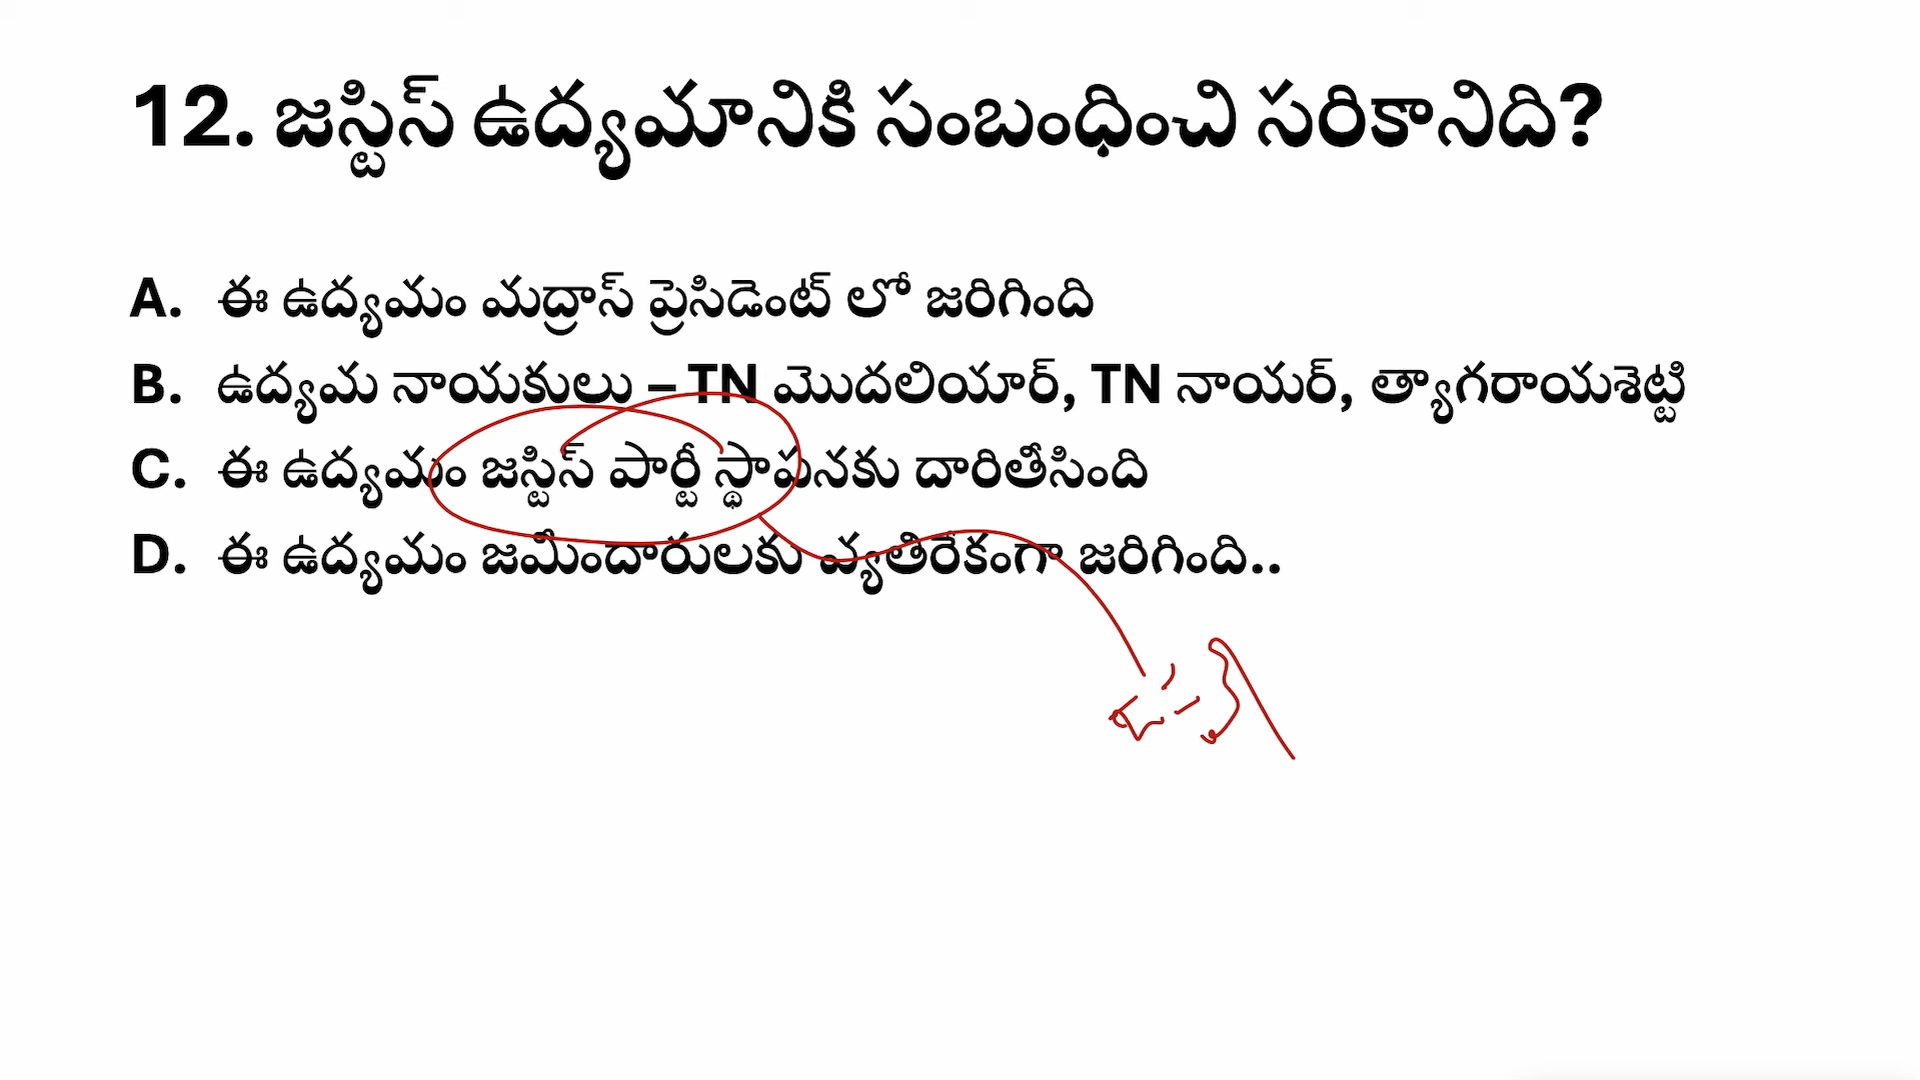 12. జస్టిస్ ఉద్యమానికి సంబంధించి సరికానిది?
A. ఈ ఉద్యమం మద్రాస్ ప్రెసిడెంట్ లో జరిగింది
B. ఉద్యమ నాయకులు – TN మొదలియార్, TN నాయర్, త్యాగరాయశెట్టి
C. ఈ ఉద్యమం జస్టిస్ పార్టీ స్థాపనకు దారితీసింది
D. ఈ ఉద్యమం జమీందారులకు వ్యతిరేకంగా జరిగింది..